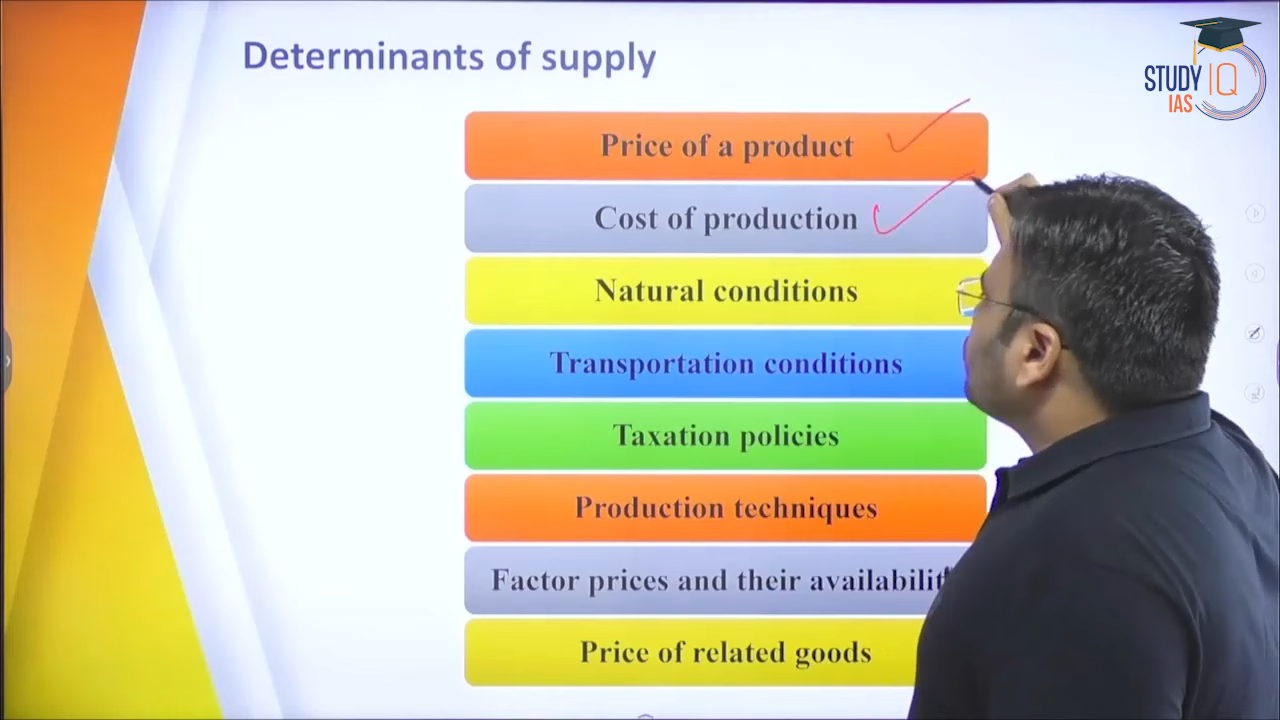 Determinants of supply
STUDY IQ
IAS
Price of a product
Cost of production
Natural conditions
Transportation conditions
Taxation policies
Production techniques
Factor prices and their availabilit
Price of related goods